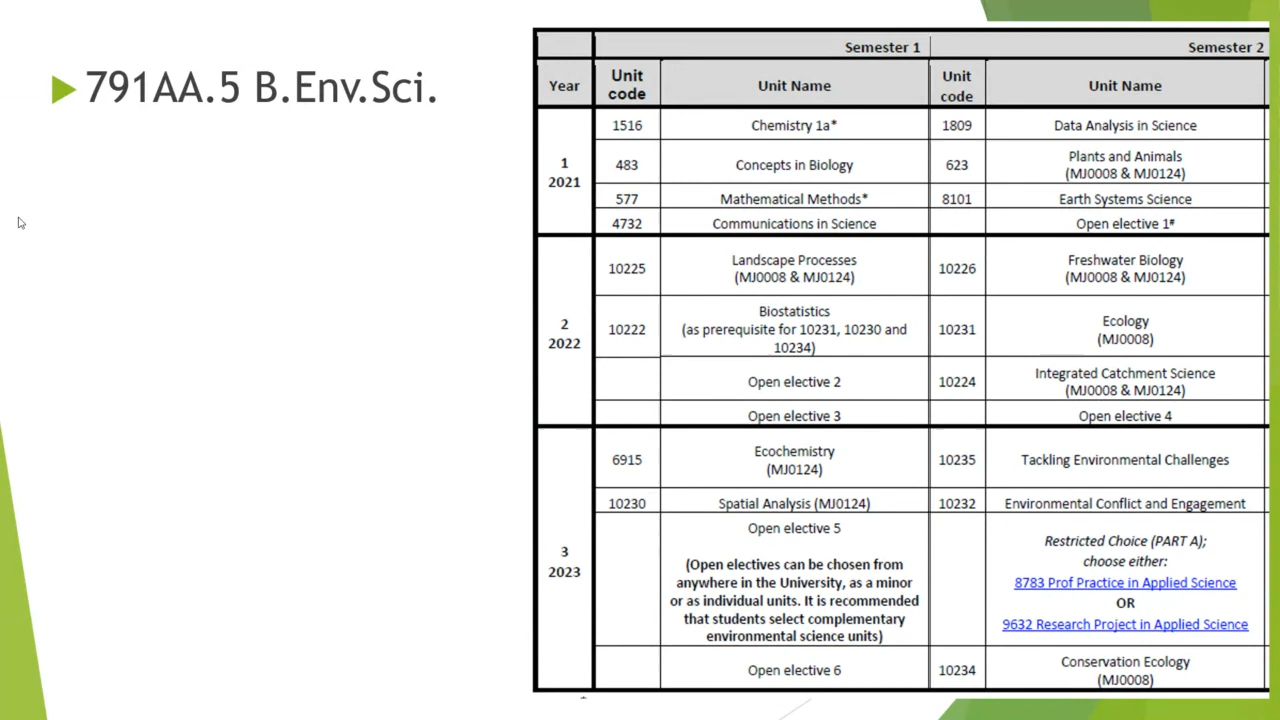 791AA.5 B.Env.Sci.
Semester 1 Semester 2
Year Unit code Unit Name Unit code Unit Name
1 2021
1516 Chemistry 1a* 1809 Data Analysis in Science
483 Concepts in Biology 623 Plants and Animals
(MJ0008 & MJ0124)
577 Mathematical Methods* 8101 Earth Systems Science
4732 Communications in Science Open elective 1#
2 2022
10225 Landscape Processes 10226 Freshwater Biology
(MJ0008 & MJ0124) (MJ0008 & MJ0124)
10222 Biostatistics 10231 Ecology
(as prerequisite for 10231, 10230 and (MJ0008)
10234)
Open elective 2 10224 Integrated Catchment Science
(MJ0008 & MJ0124)
Open elective 3 Open elective 4
3 2023
6915 Ecochemistry 10235 Tackling Environmental Challenges
(MJ0124)
10230 Spatial Analysis (MJ0124) 10232 Environmental Conflict and Engagement
Open elective 5
(Open electives can be chosen from
anywhere in the University, as a minor
or as individual units. It is recommended
that students select complementary
environmental science units)
Restricted Choice (PART A);
choose either:
8783 Prof Practice in Applied Science
OR
9632 Research Project in Applied Science
Open elective 6 10234 Conservation Ecology
(MJ0008)